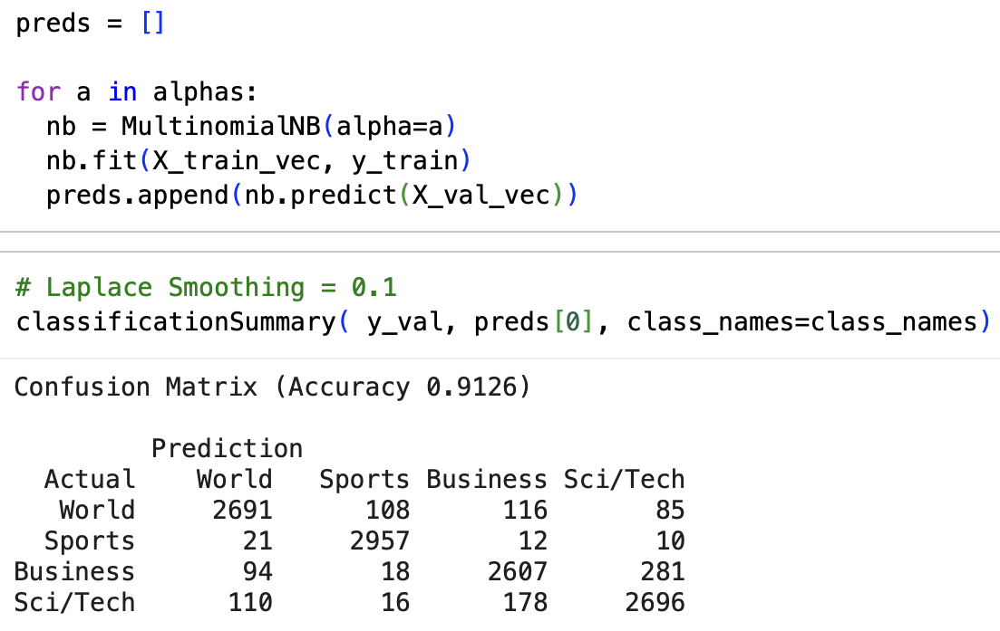 preds = []
for a in alphas:
  nb = MultinomialNB(alpha=a)
  nb.fit(X_train_vec, y_train)
  preds.append(nb.predict(X_val_vec))
# Laplace Smoothing = 0.1
classificationSummary( y_val, preds[0], class_names=class_names)
Confusion Matrix (Accuracy 0.9126)
         Prediction
  Actual    World   Sports Business Sci/Tech
   World     2691      108      116       85
  Sports       21     2957       12       10
Business       94       18     2607      281
Sci/Tech      110       16      178     2696